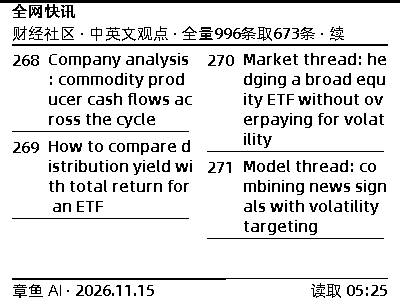 全网快讯
财经社区 · 中英文观点 · 全量996条取673条 · 续
268 Company analysis
: commodity prod
ucer cash flows ac
ross the cycle
269 How to compare d
istribution yield wi
th total return for
an ETF
270 Market thread: he
dging a broad equ
ity ETF without ov
erpaying for volat
ility
271 Model thread: co
mbining news sign
als with volatility
targeting
章鱼 AI · 2026.11.15
读取 05:25